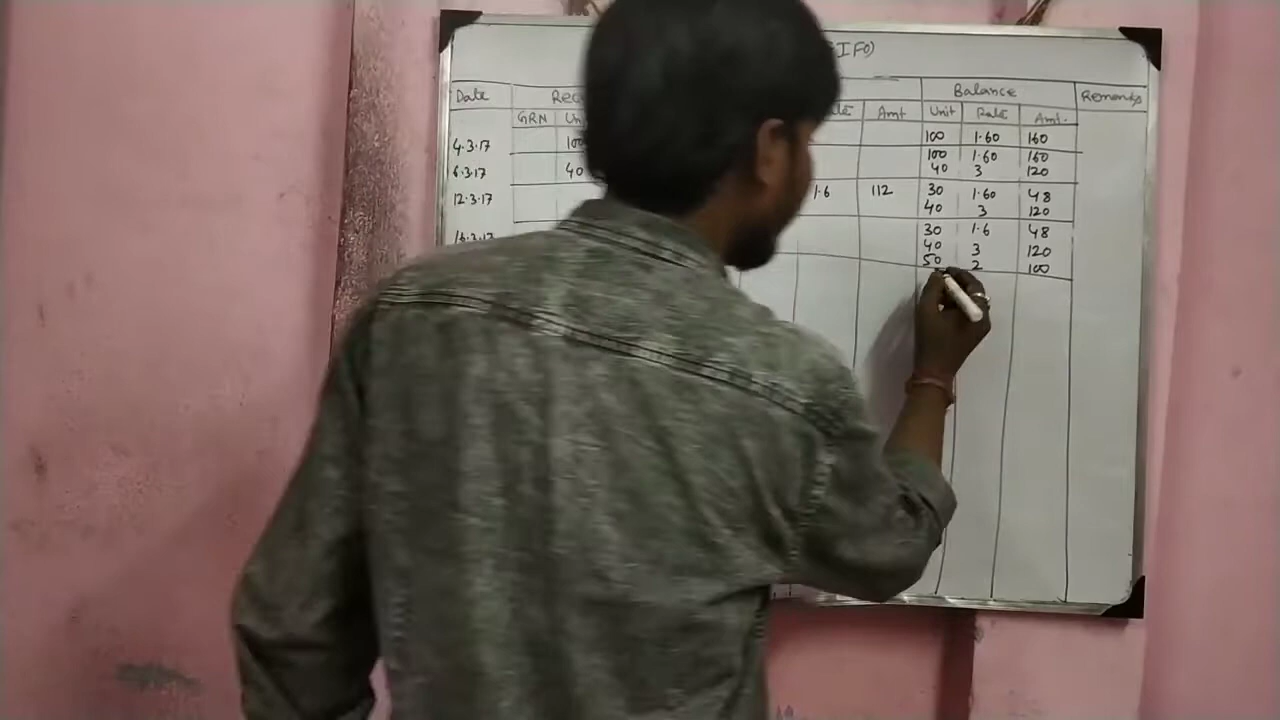 IFO)
Date Balance Remarks
GRN Amt Unit Rate Amt.
4.3.17 100 100 1.60 160
100 1.60 160
6.3.17 40 40 3 120
12.3.17 1.6 112 30 1.60 48
40 3 120
30 1.6 48
40 3 120
50 2 100